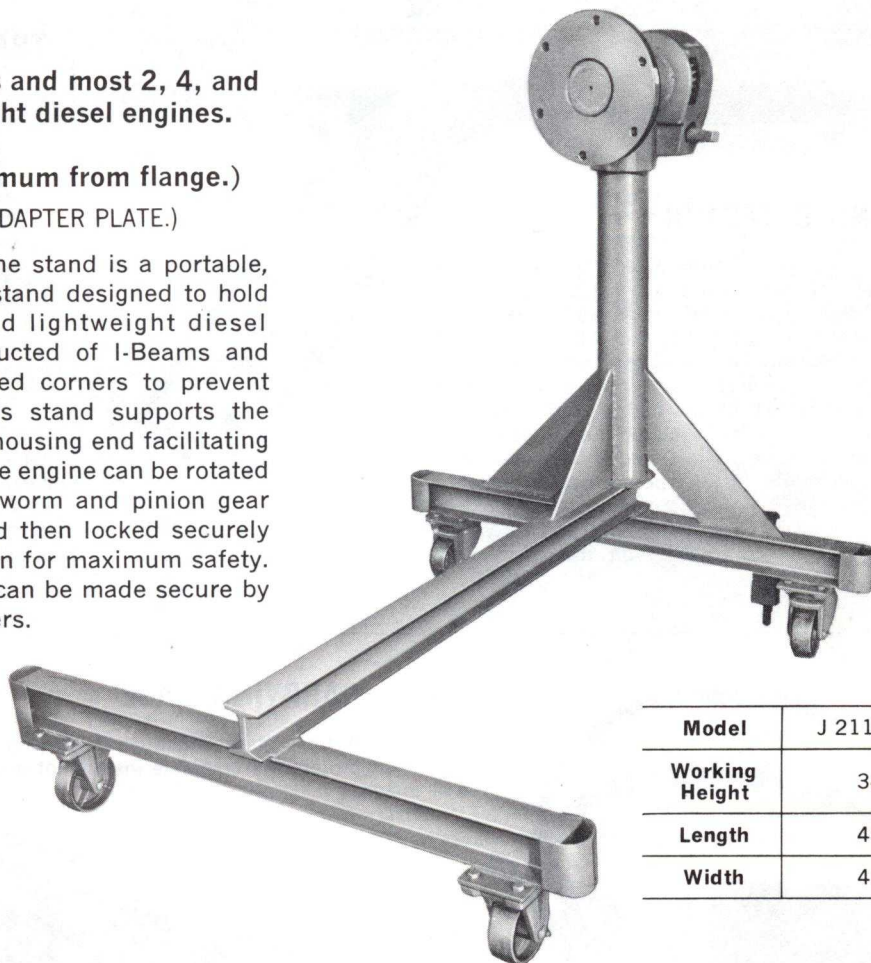 and most 2, 4, and
ht diesel engines.
mum from flange.)
DAPTER PLATE.)
ne stand is a portable,
stand designed to hold
d lightweight diesel
ucted of I-Beams and
ed corners to prevent
s stand supports the
housing end facilitating
e engine can be rotated
worm and pinion gear
d then locked securely
n for maximum safety.
can be made secure by
ers.
Model J 211
Working
Height 3
Length 4
Width 4